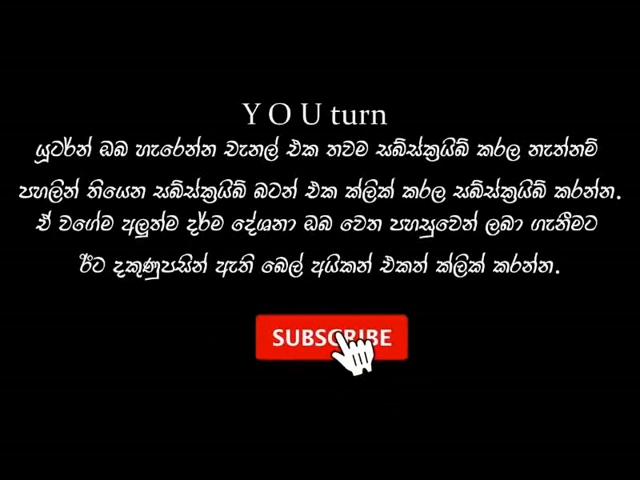 Y O U turn
යූටර්න් ඔබ හැරෙන්න චැනල් එක තවම සබ්ස්ක්‍රයිබ් කරල නැත්නම්
පහලින් තියෙන සබ්ස්ක්‍රයිබ් බටන් එක ක්ලික් කරල සබ්ස්ක්‍රයිබ් කරන්න.
ඒ වගේම අලුත්ම දර්ම දේශනා ඔබ වෙත පහසුවෙන් ලබා ගැනීමට
ඊට දකුණුපසින් ඇති බෙල් අයිකන් එකත් ක්ලික් කරන්න.
SUBSCRIBE